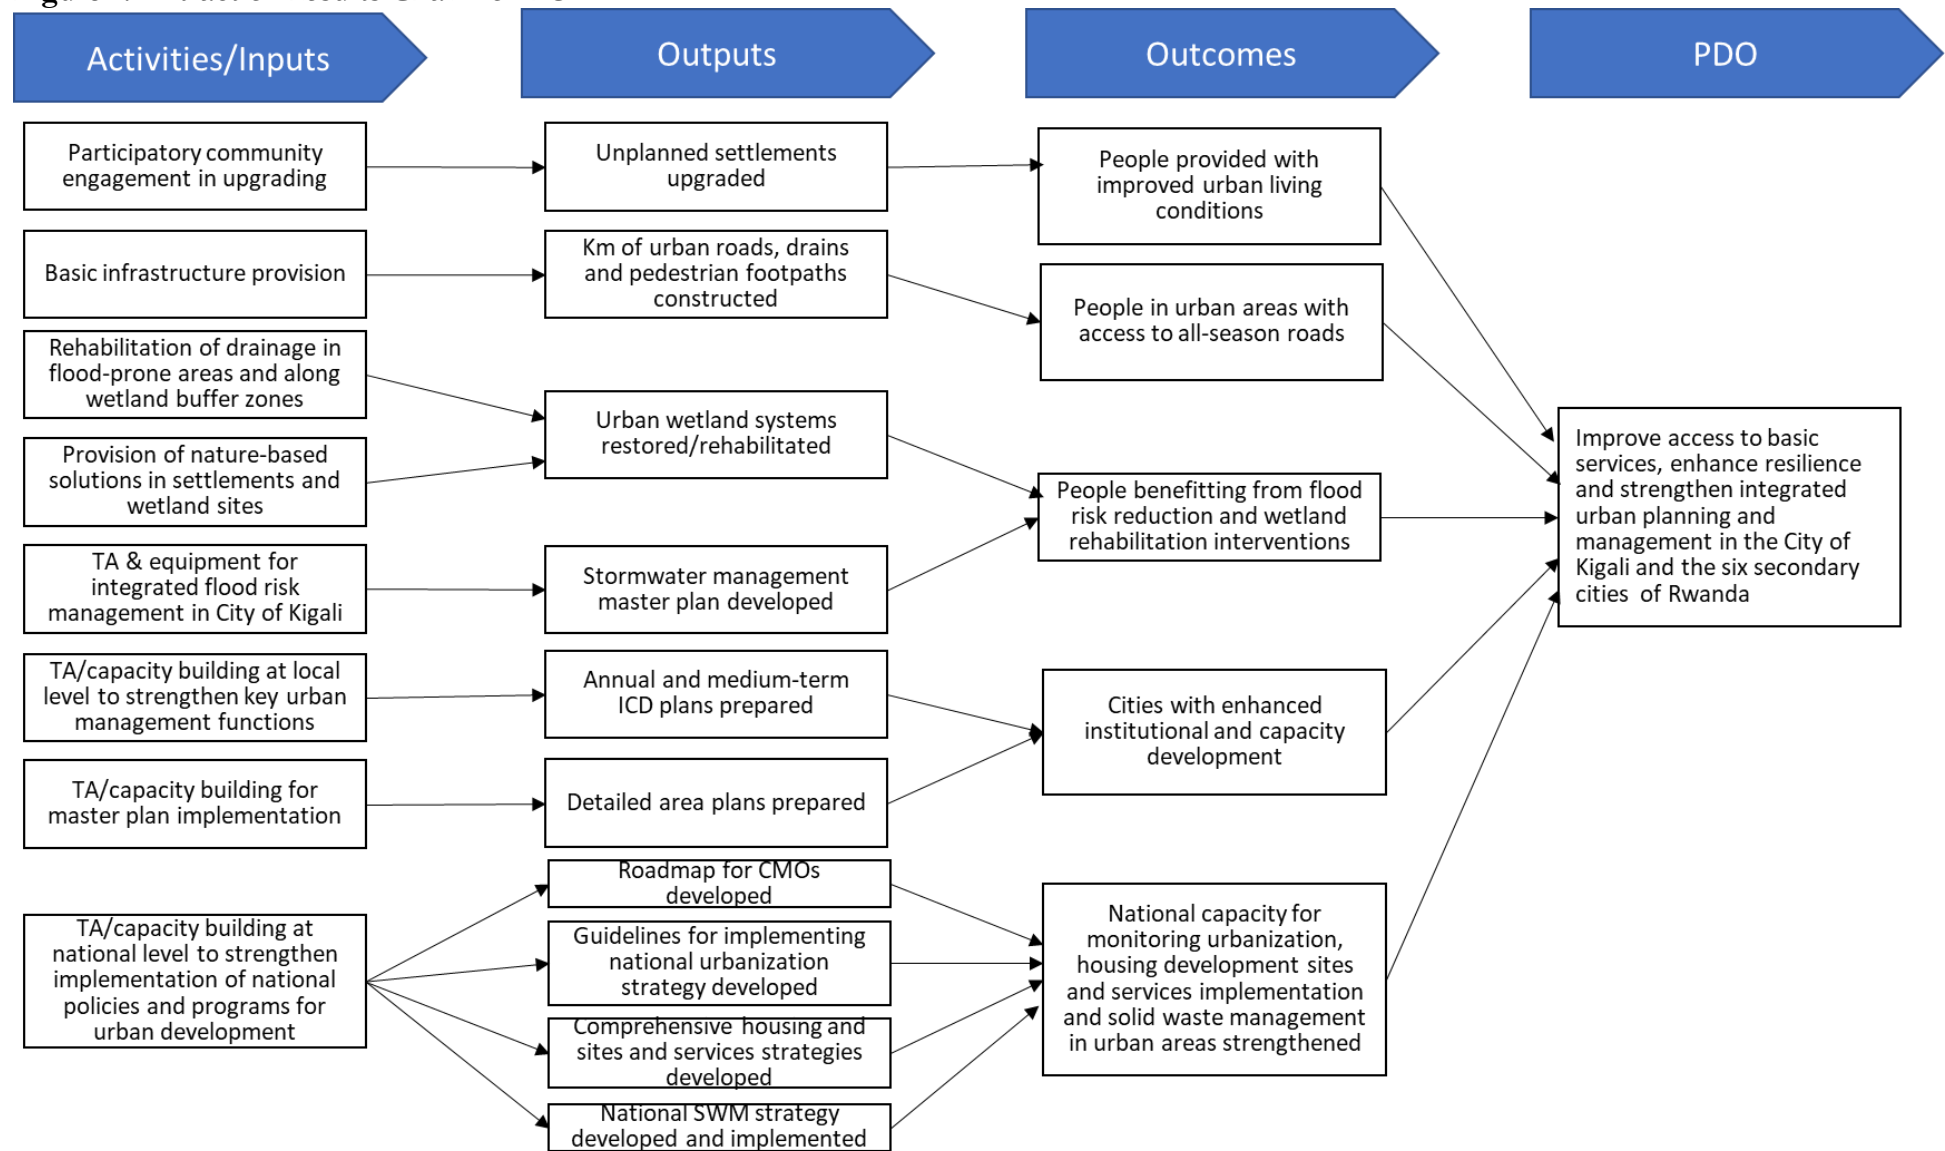 Activities/Inputs
Outputs
Outcomes
PDO
Participatory community
engagement in upgrading
Basic infrastructure provision
Rehabilitation of drainage in
flood-prone areas and along
wetland buffer zones
Provision of nature-based
solutions in settlements and
wetland sites
TA & equipment for
integrated flood risk
management in City of Kigali
TA/capacity building at local
level to strengthen key urban
management functions
TA/capacity building for
master plan implementation
TA/capacity building at
national level to strengthen
implementation of national
policies and programs for
urban development
Unplanned settlements
upgraded
Km of urban roads, drains
and pedestrian footpaths
constructed
Urban wetland systems
restored/rehabilitated
Stormwater management
master plan developed
Annual and medium-term
ICD plans prepared
Detailed area plans prepared
Roadmap for CMOs
developed
Guidelines for implementing
national urbanization
strategy developed
Comprehensive housing and
sites and services strategies
developed
National SWM strategy
developed and implemented
People provided with
improved urban living
conditions
People in urban areas with
access to all-season roads
People benefitting from flood
risk reduction and wetland
rehabilitation interventions
Cities with enhanced
institutional and capacity
development
National capacity for
monitoring urbanization,
housing development sites
and services implementation
and solid waste management
in urban areas strengthened
Improve access to basic
services, enhance resilience
and strengthen integrated
urban planning and
management in the City of
Kigali and the six secondary
cities of Rwanda